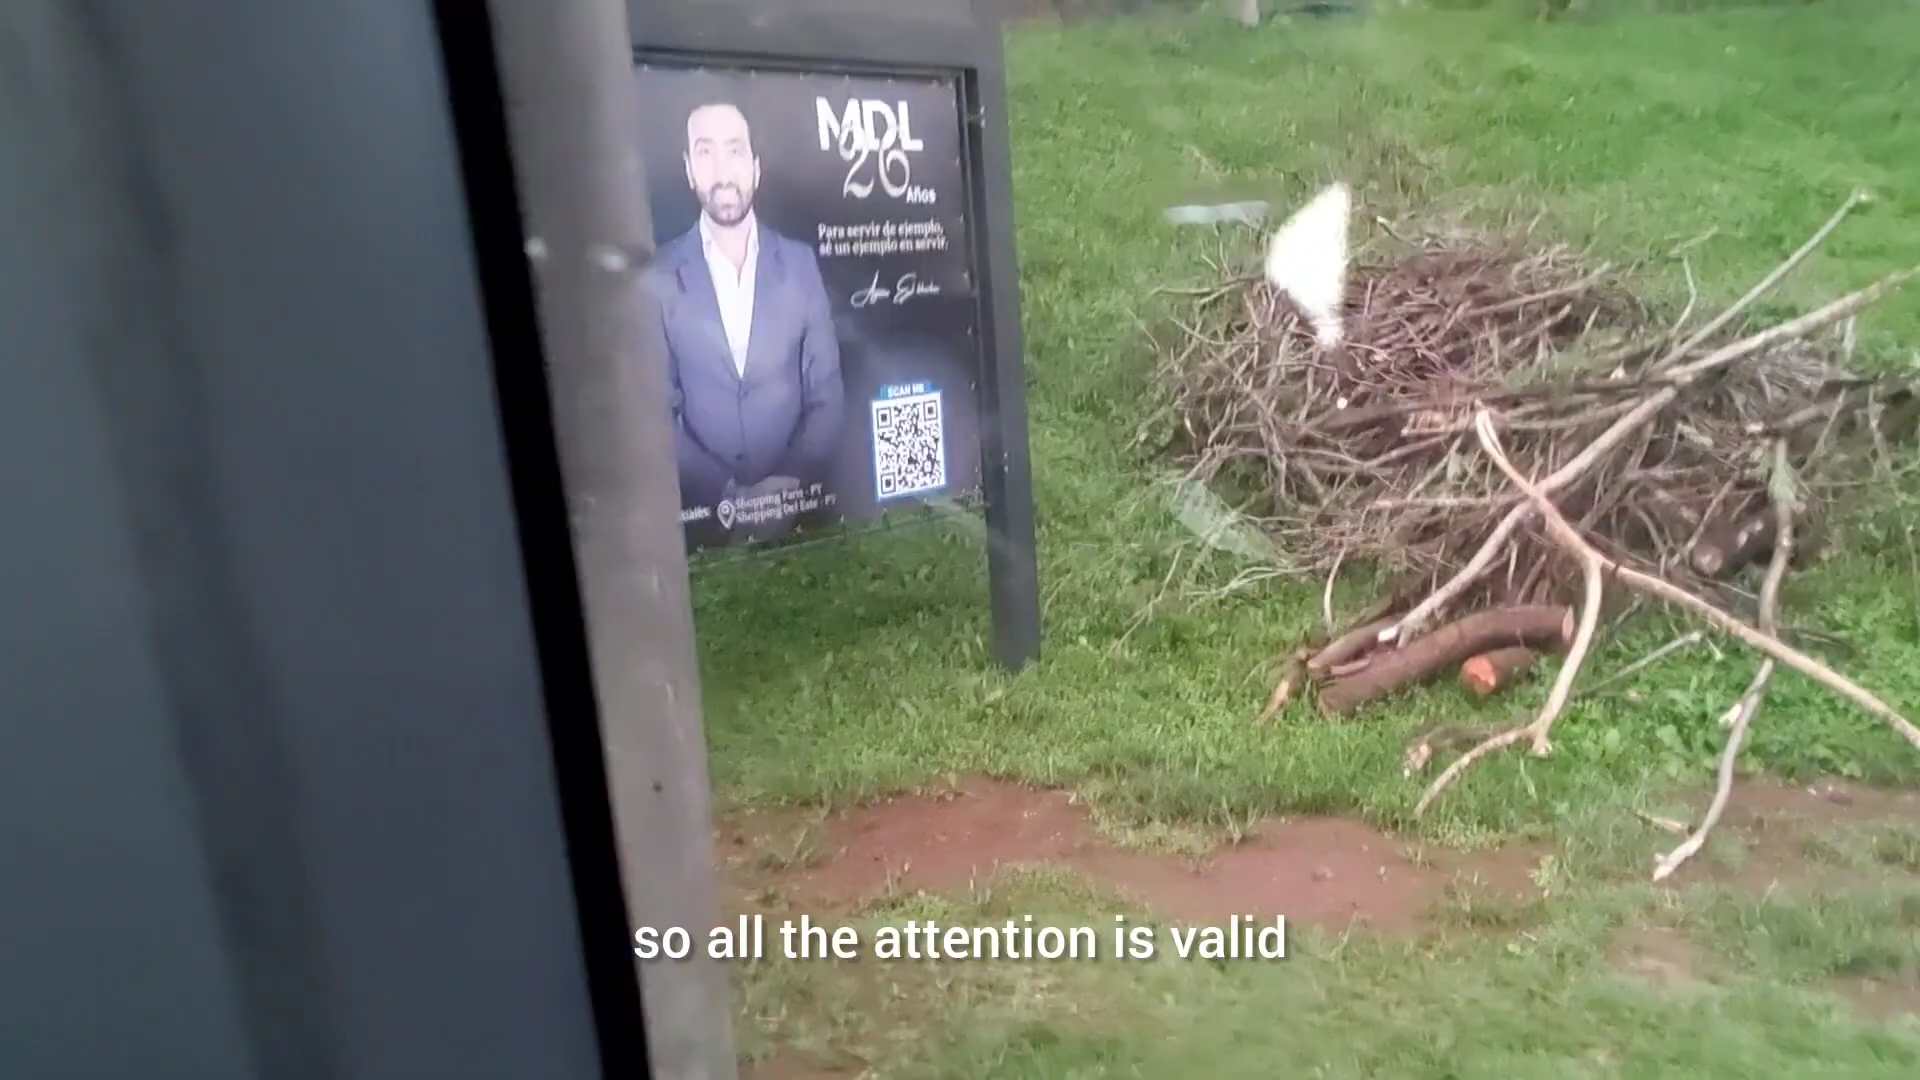 MDL
26
Años
Para servir de ejemplo,
sé un ejemplo en servir.
SCAN ME
Shopping Paris - PY
Shopping Del Este - PY
so all the attention is valid